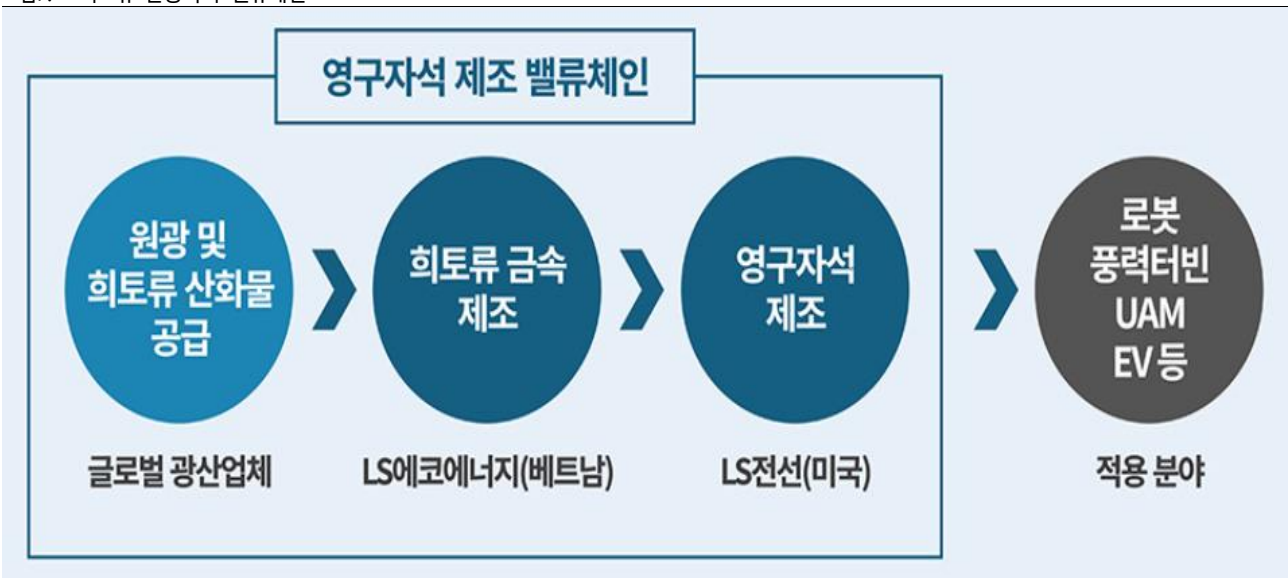 영구자석 제조 밸류체인
원광 및
희토류 산화물
공급
희토류 금속
제조
영구자석
제조
로봇
풍력터빈
UAM
EV 등
글로벌 광산업체
LS에코에너지(베트남)
LS전선(미국)
적용 분야